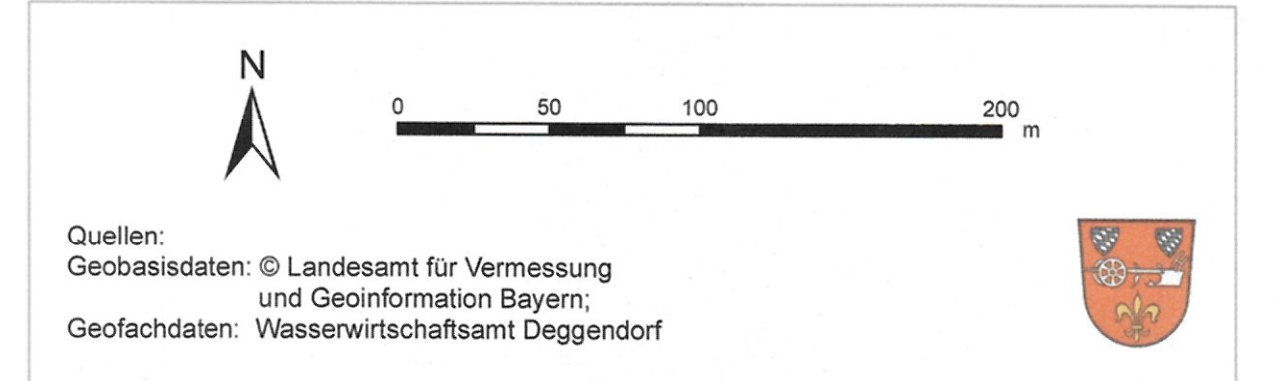 N
0 50 100 200
m
Quellen:
Geobasisdaten: © Landesamt für Vermessung
und Geoinformation Bayern;
Geofachdaten: Wasserwirtschaftsamt Deggendorf